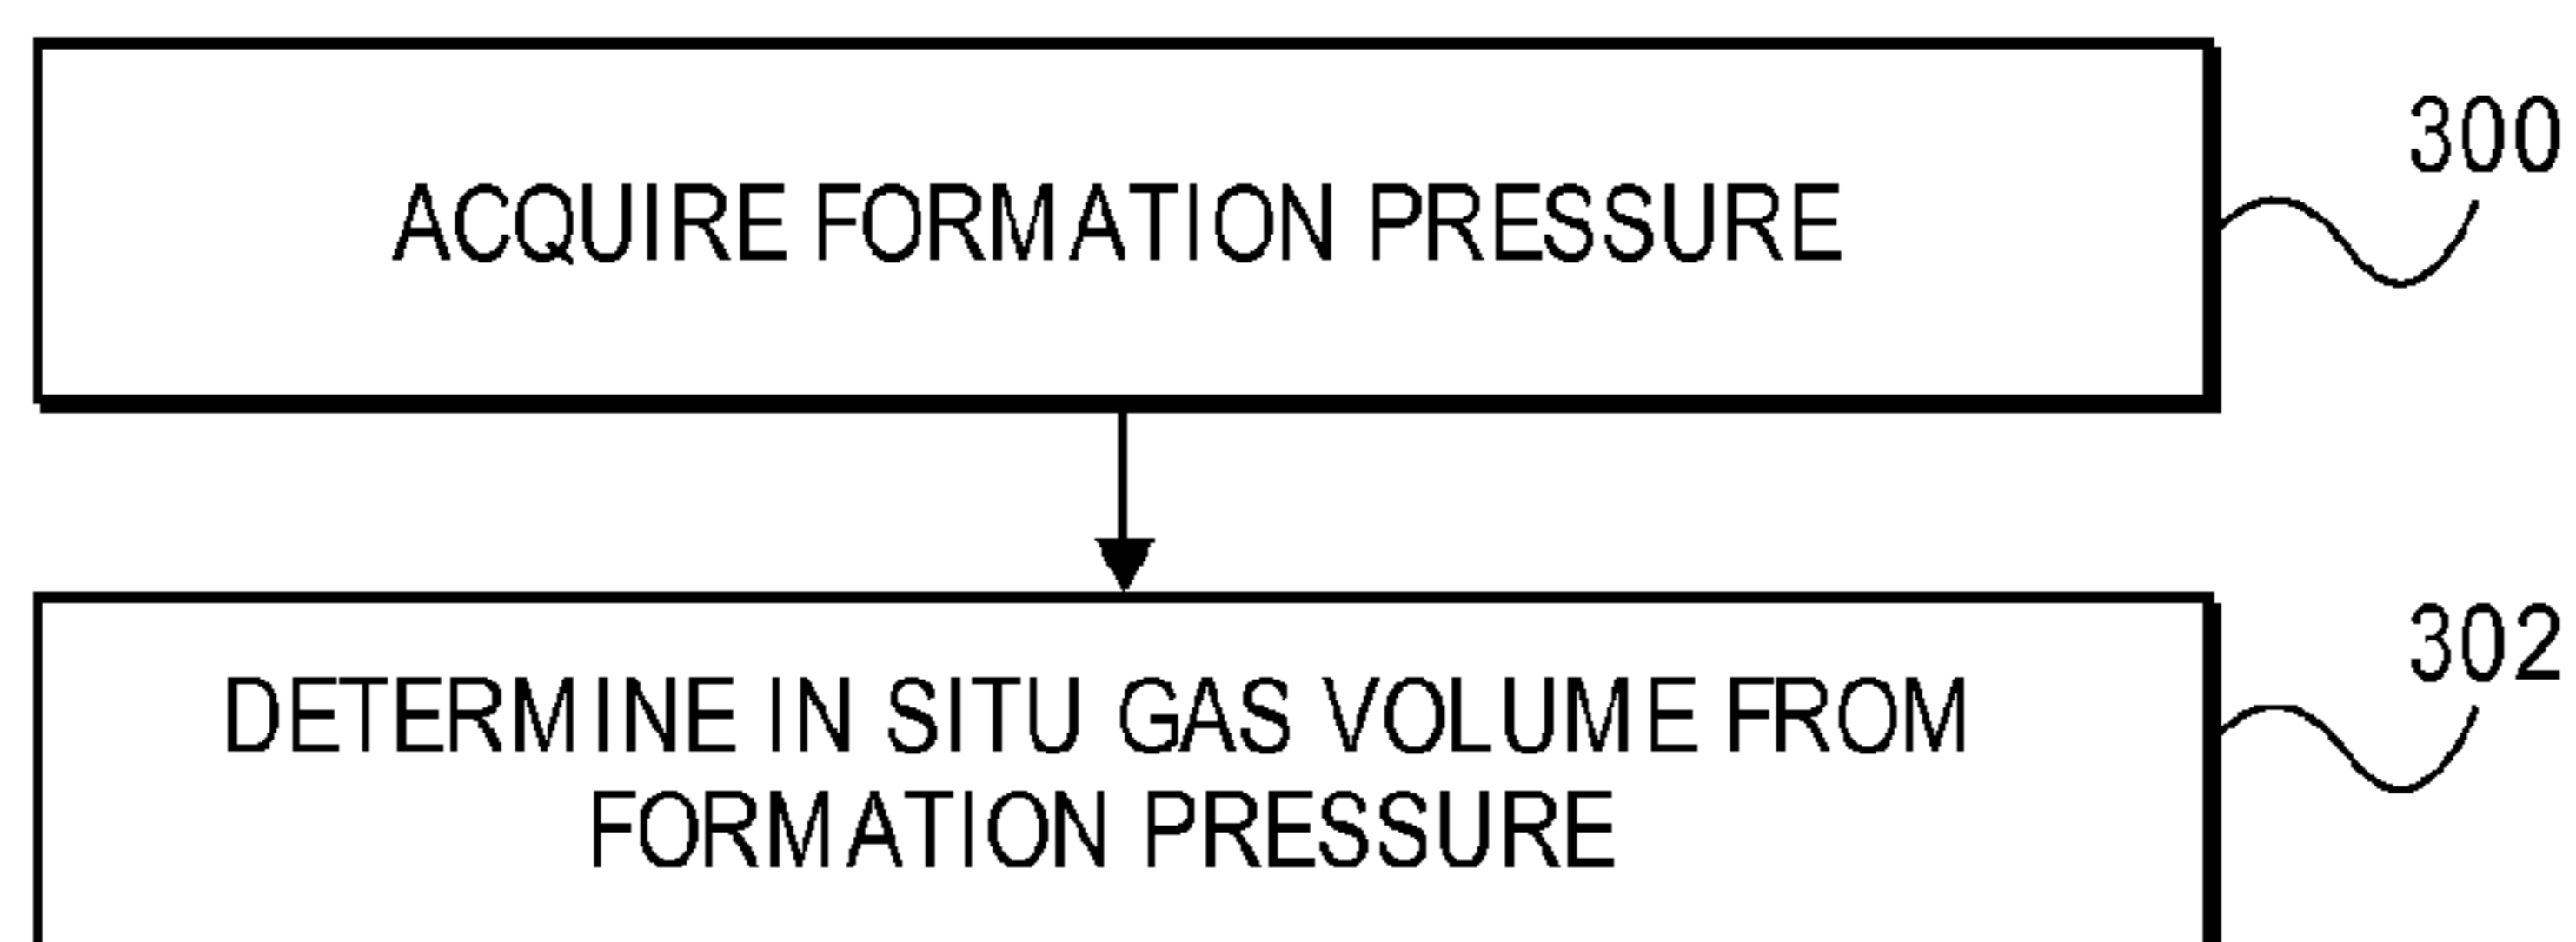 300
ACQUIRE FORMATION PRESSURE
302
DETERMINE IN SITU GAS VOLUME FROM
FORMATION PRESSURE